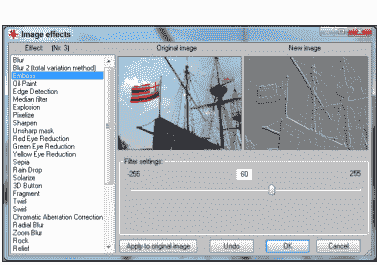 Image effects
Effect: (Nr. 3)
Original image
New image
Blur
Blur 2 (total variation method)
Emboss
Oil Paint
Edge Detection
Median filter
Explosion
Pixelize
Sharpen
Unsharp mask
Red Eye Reduction
Green Eye Reduction
Yellow Eye Reduction
Sepia
Rain Drop
Solarize
3D Button
Fragment
Twirl
Swirl
Chromatic Aberration Correction
Radial Blur
Zoom Blur
Rock
Relief
Filter settings:
-255
60
255
Apply to original image
Undo
OK
Cancel